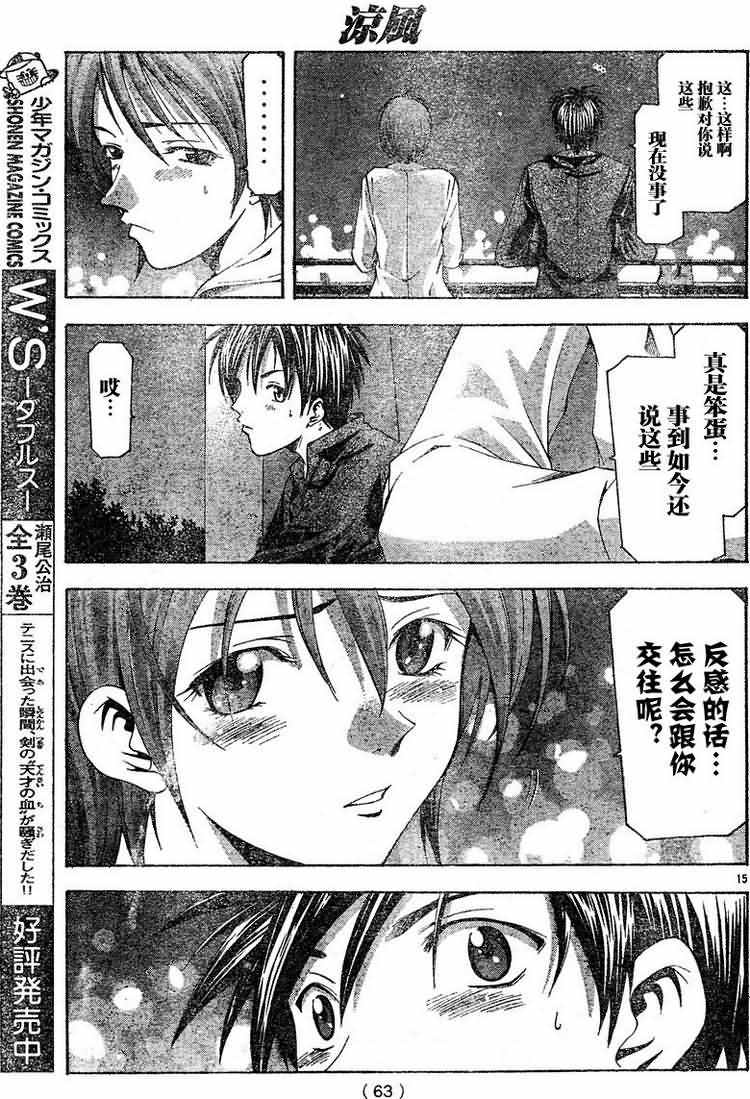 涼風
这…这样啊
抱歉对你说
这些
现在没事了
………
真是笨蛋…
事到如今还
说这些
哎…
反感的话…
怎么会跟你
交往呢?
15
少年マガジン・コミックス
SHONEN MAGAZINE COMICS
W'S
ータフルスー
瀬尾公治
全3巻
テニスに出会った瞬間、剣の"天才の血"が騒ぎだした!!
好評発売中
(63)